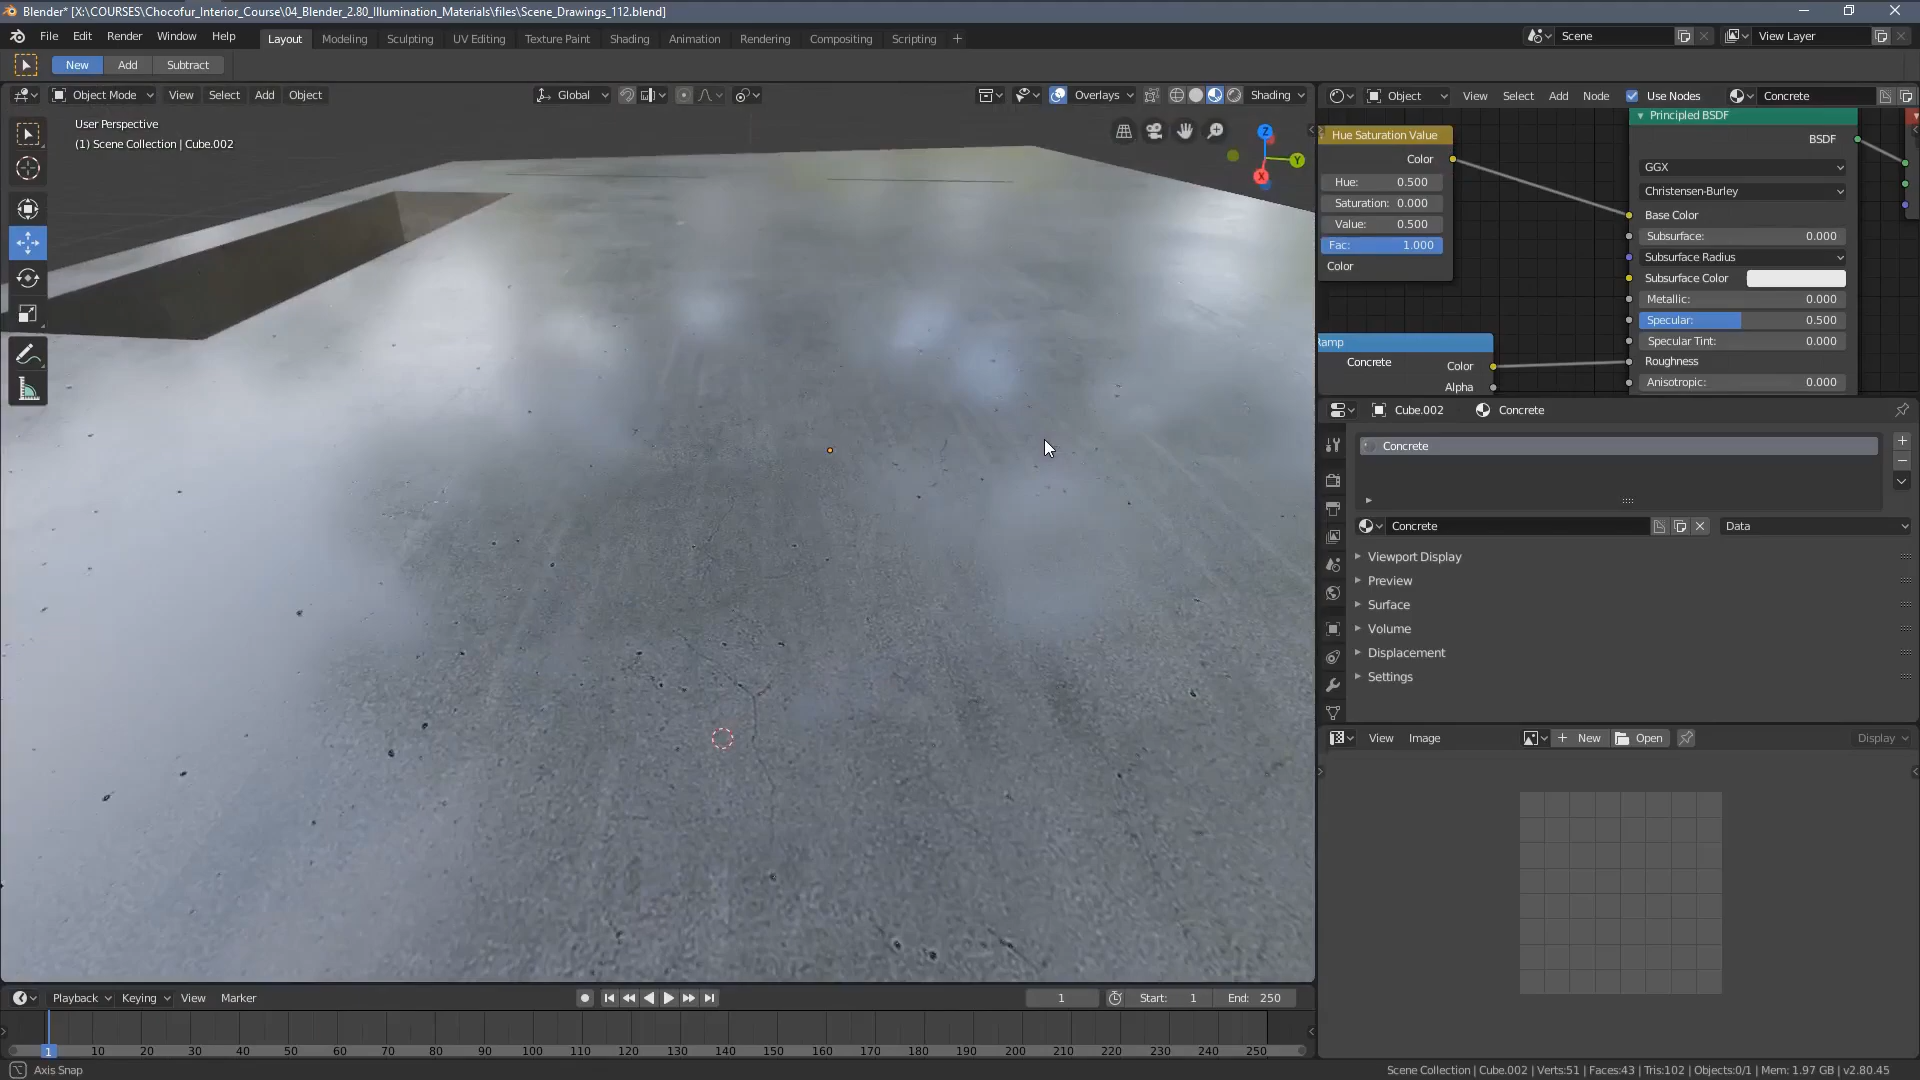 Blender* [X:\COURSES\Chocofur_Interior_Course\04_Blender_2.80_Illumination_Materials\files\Scene_Drawings_112.blend]
File Edit Render Window Help Layout Modeling Sculpting UV Editing Texture Paint Shading Animation Rendering Compositing Scripting + Scene View Layer
New Add Subtract
Object Mode View Select Add Object Global Overlays Shading
Object View Select Add Node Use Nodes Concrete
User Perspective
(1) Scene Collection | Cube.002
Z
Y
X
Hue Saturation Value
Color
Hue: 0.500
Saturation: 0.000
Value: 0.500
Fac: 1.000
Color
Ramp
Concrete
Color
Alpha
Principled BSDF
BSDF
GGX
Christensen-Burley
Base Color
Subsurface: 0.000
Subsurface Radius
Subsurface Color
Metallic: 0.000
Specular: 0.500
Specular Tint: 0.000
Roughness
Anisotropic: 0.000
Cube.002 Concrete
Concrete
Concrete Data
Viewport Display
Preview
Surface
Volume
Displacement
Settings
View Image New Open Display
Playback Keying View Marker 1 Start: 1 End: 250
1 10 20 30 40 50 60 70 80 90 100 110 120 130 140 150 160 170 180 190 200 210 220 230 240 250
Axis Snap
Scene Collection | Cube.002 | Verts:51 | Faces:43 | Tris:102 | Objects:0/1 | Mem: 1.97 GB | v2.80.45